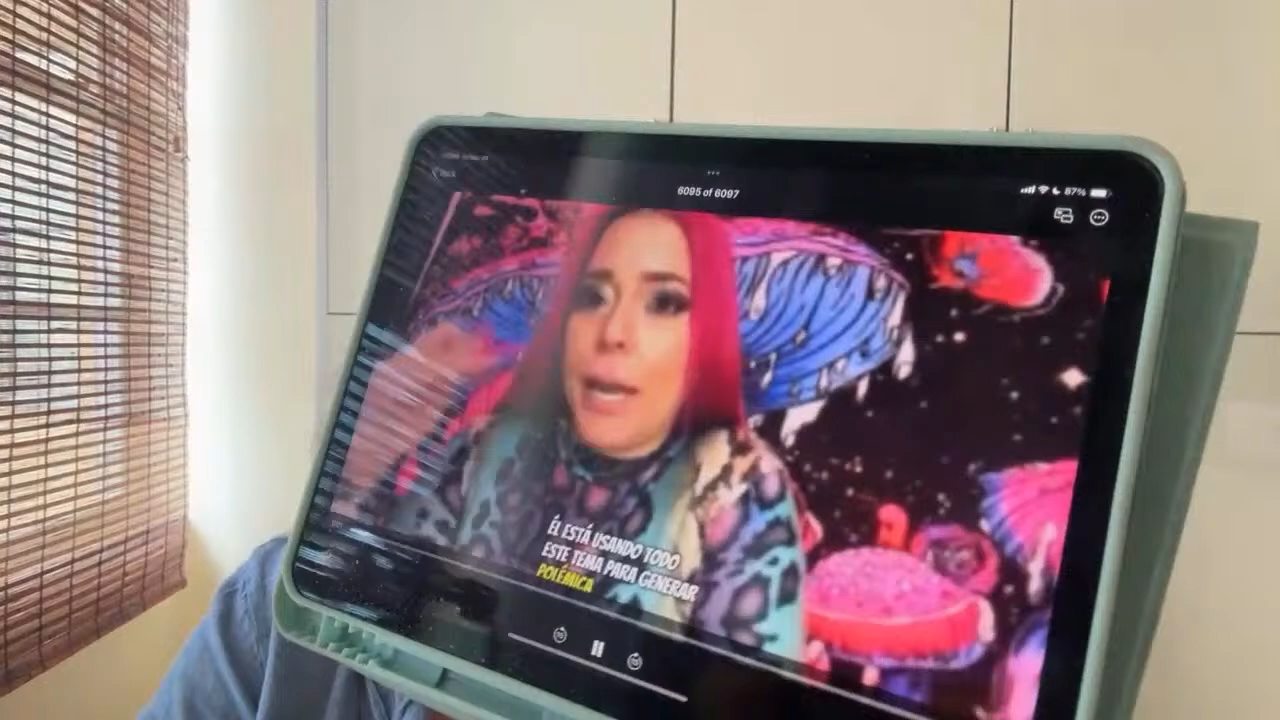 6095 of 6097
87%
ÉL ESTÁ USANDO TODO
ESTE TEMA PARA GENERAR
POLÉMICA